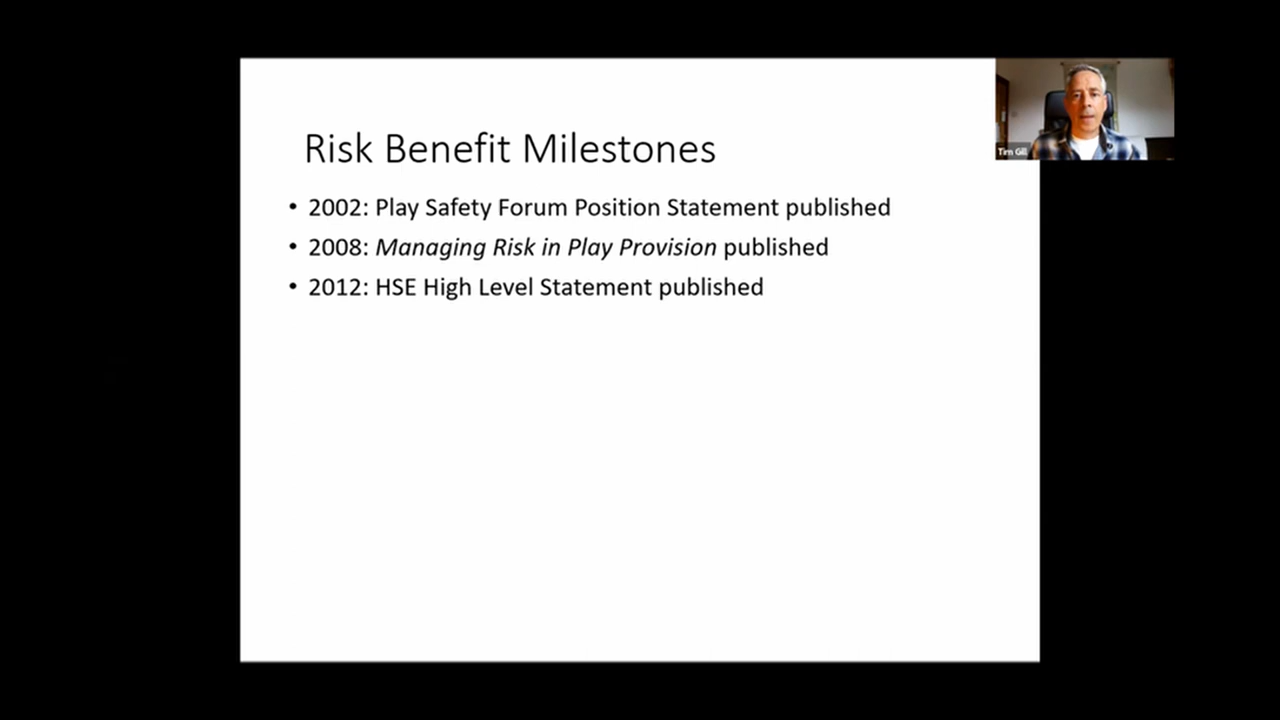 Risk Benefit Milestones
• 2002: Play Safety Forum Position Statement published
• 2008: Managing Risk in Play Provision published
• 2012: HSE High Level Statement published
Tim Gill